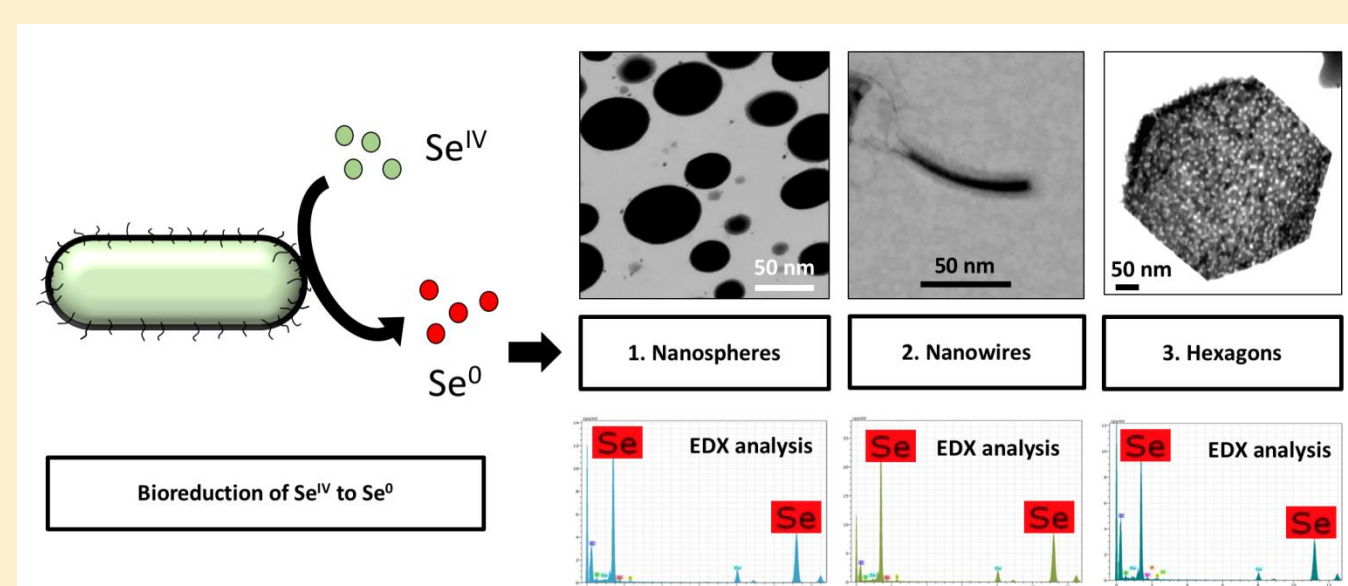 Se^IV
Se^0
Bioreduction of Se^IV to Se^0
50 nm
50 nm
50 nm
1. Nanospheres
2. Nanowires
3. Hexagons
Se
EDX analysis
Se
Se
EDX analysis
Se
Se
EDX analysis
Se